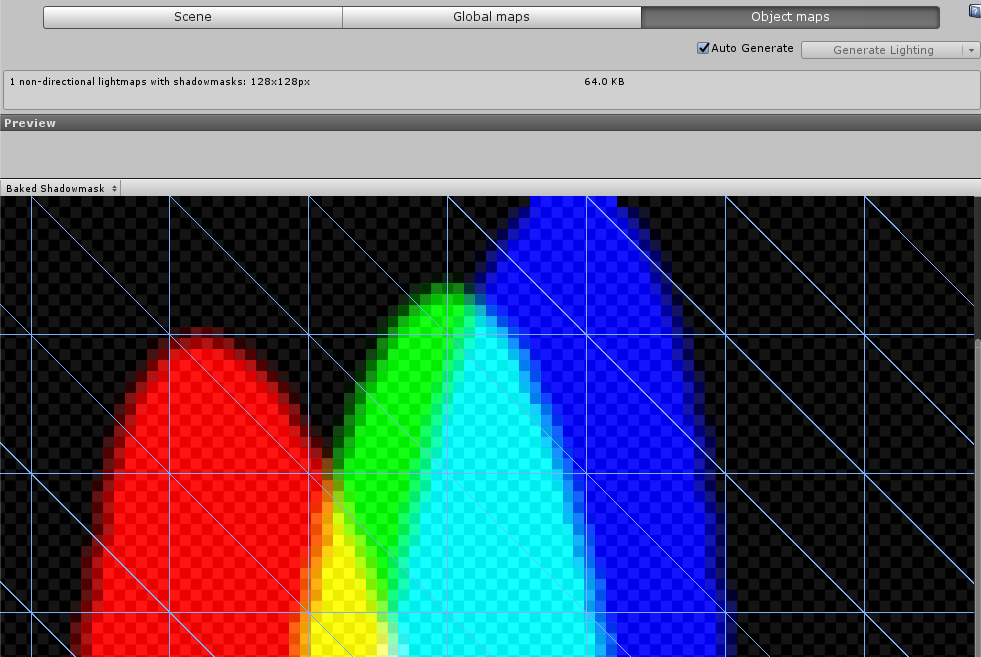 Scene
Global maps
Object maps
Auto Generate
Generate Lighting
1 non-directional lightmaps with shadowmasks: 128x128px
64.0 KB
Preview
Baked Shadowmask